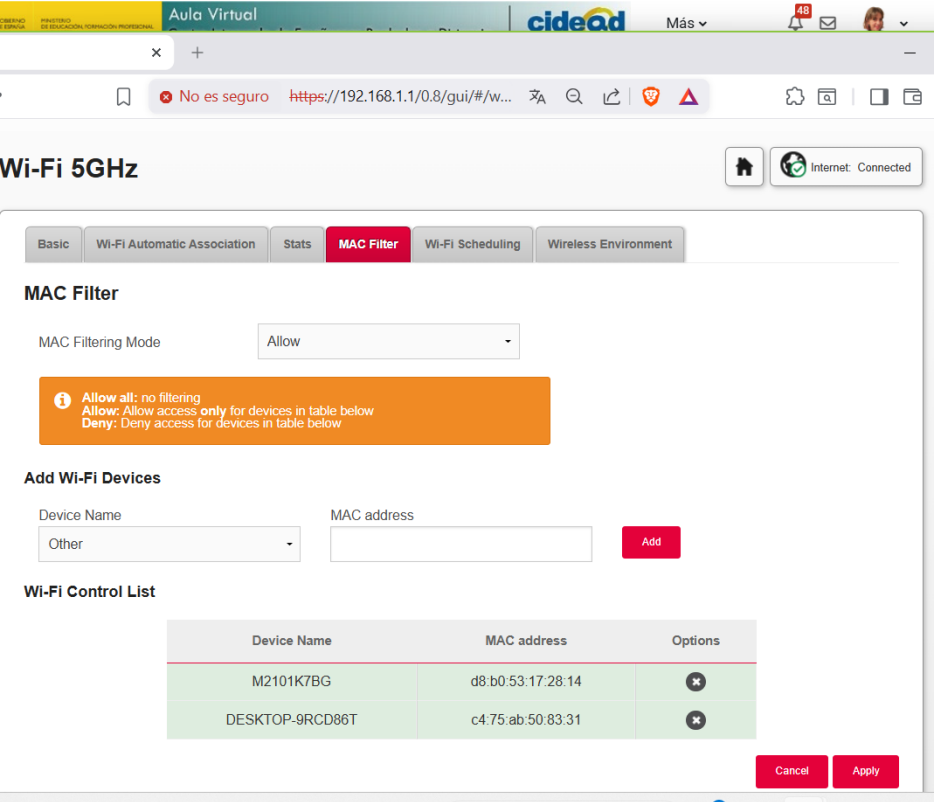 Aula Virtual
cidead
Más
48
No es seguro https://192.168.1.1/0.8/gui/#/w...
Wi-Fi 5GHz
Internet: Connected
Basic Wi-Fi Automatic Association Stats MAC Filter Wi-Fi Scheduling Wireless Environment
MAC Filter
MAC Filtering Mode Allow
Allow all: no filtering
Allow: Allow access only for devices in table below
Deny: Deny access for devices in table below
Add Wi-Fi Devices
Device Name MAC address
Other Add
Wi-Fi Control List
Device Name MAC address Options
M2101K7BG d8:b0:53:17:28:14
DESKTOP-9RCD86T c4:75:ab:50:83:31
Cancel Apply